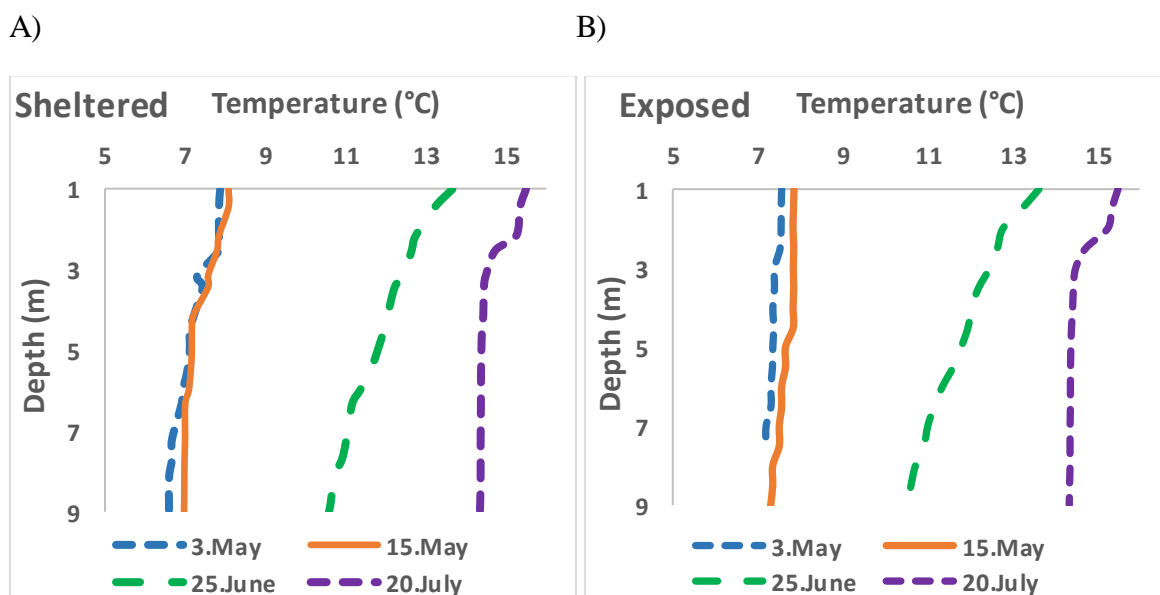 A)
B)
Sheltered Temperature (°C)
5 7 9 11 13 15
1
3
5
7
9
Depth (m)
3.May 15.May
25.June 20.July
Exposed Temperature (°C)
5 7 9 11 13 15
1
3
5
7
9
Depth (m)
3.May 15.May
25.June 20.July